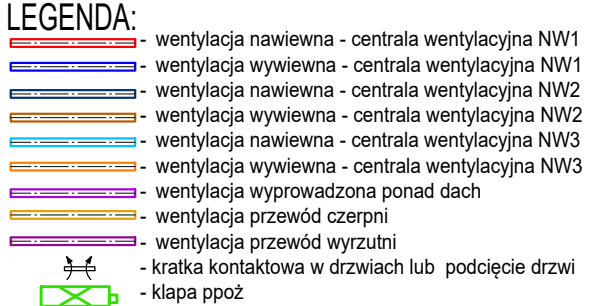 LEGENDA:
- wentylacja nawiewna - centrala wentylacyjna NW1
- wentylacja wywiewna - centrala wentylacyjna NW1
- wentylacja nawiewna - centrala wentylacyjna NW2
- wentylacja wywiewna - centrala wentylacyjna NW2
- wentylacja nawiewna - centrala wentylacyjna NW3
- wentylacja wywiewna - centrala wentylacyjna NW3
- wentylacja wyprowadzona ponad dach
- wentylacja przewód czerpni
- wentylacja przewód wyrzutni
- kratka kontaktowa w drzwiach lub podcięcie drzwi
- klapa ppoż